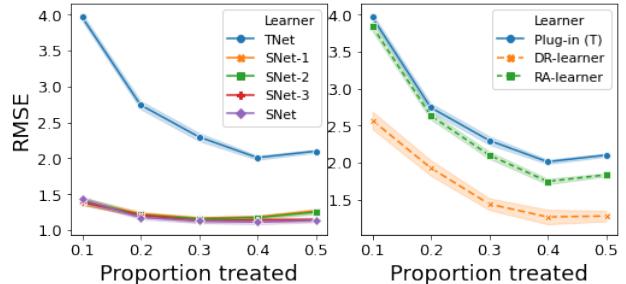 RMSE
4.0
3.5
3.0
2.5
2.0
1.5
1.0
0.1
0.2
0.3
0.4
0.5
Proportion treated
Learner
TNet
SNet-1
SNet-2
SNet-3
SNet
4.0
3.5
3.0
2.5
2.0
1.5
0.1
0.2
0.3
0.4
0.5
Proportion treated
Learner
Plug-in (T)
DR-learner
RA-learner